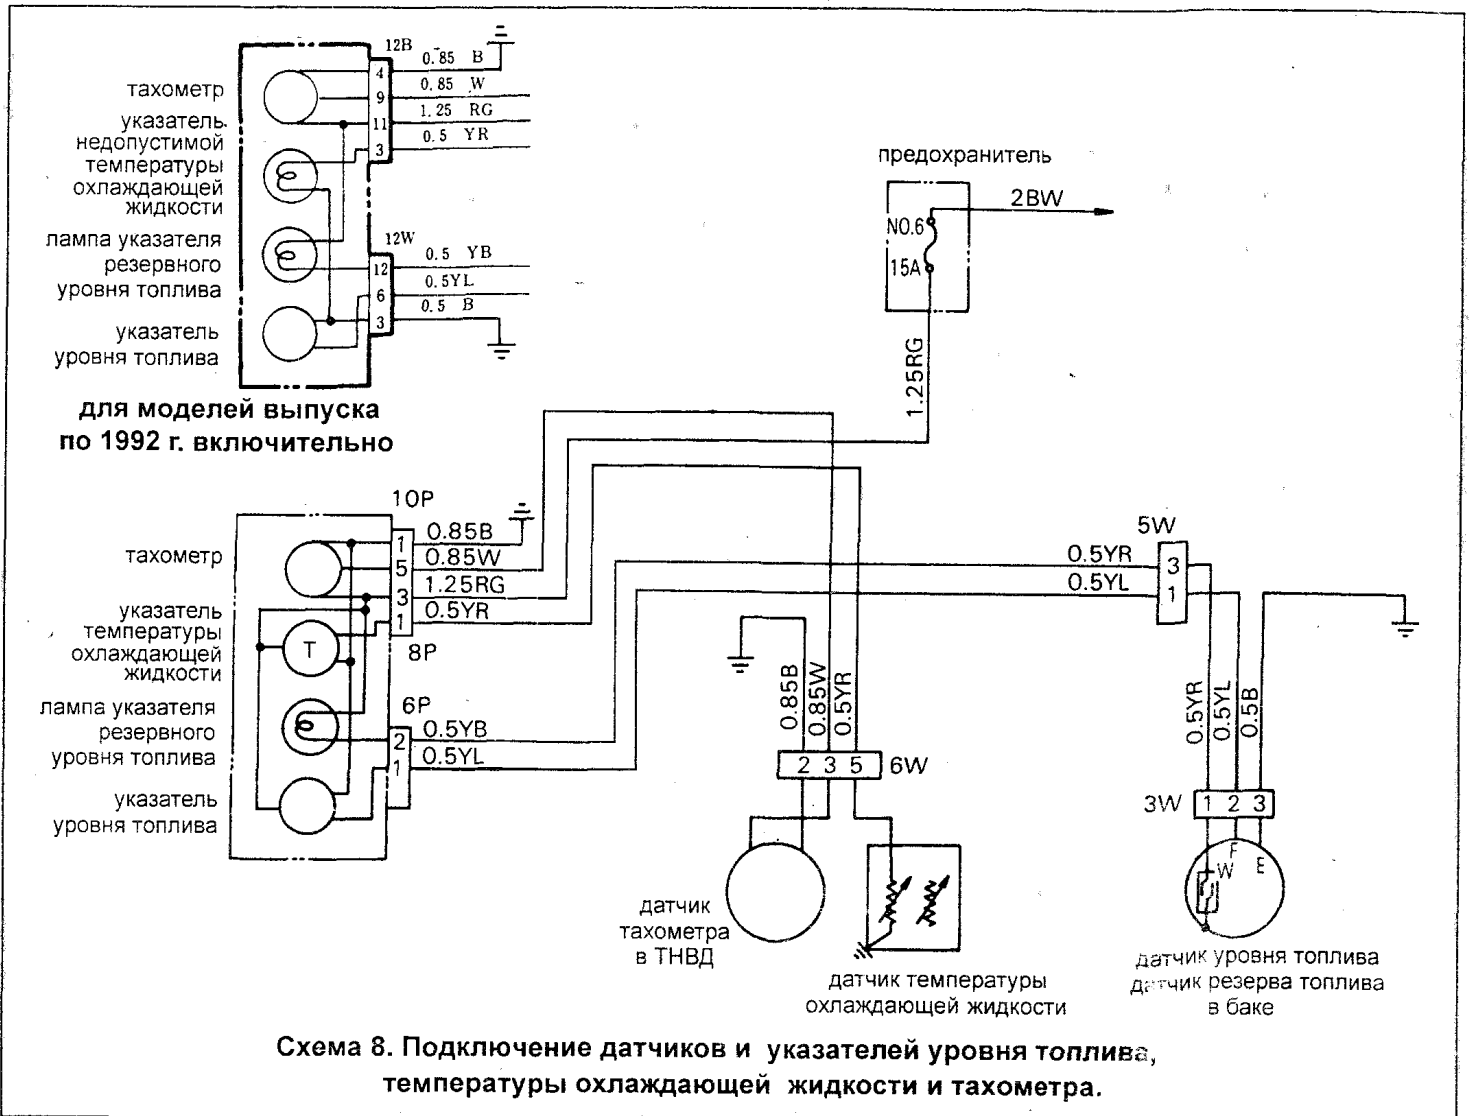 12B
0.85 B
0.85 W
1.25 RG
0.5 YR
4
9
11
3
тахометр
указатель
недопустимой
температуры
охлаждающей
жидкости
лампа указателя
резервного
уровня топлива
указатель
уровня топлива
12W
0.5 YB
0.5YL
0.5 B
12
6
3
для моделей выпуска
по 1992 г. включительно
предохранитель
2BW
NO.6
15A
1.25RG
10P
0.85B
0.85W
1.25RG
0.5YR
1
5
3
1
8P
тахометр
указатель
температуры
охлаждающей
жидкости
T
лампа указателя
резервного
уровня топлива
указатель
уровня топлива
6P
0.5YB
0.5YL
2
1
5W
0.5YR
0.5YL
3
1
0.85B
0.85W
0.5YR
2 3 5
6W
0.5YR
0.5YL
0.5B
3W
1 2 3
F
W
E
датчик
тахометра
в ТНВД
датчик температуры
охлаждающей жидкости
датчик уровня топлива
датчик резерва топлива
в баке
Схема 8. Подключение датчиков и указателей уровня топлива,
температуры охлаждающей жидкости и тахометра.